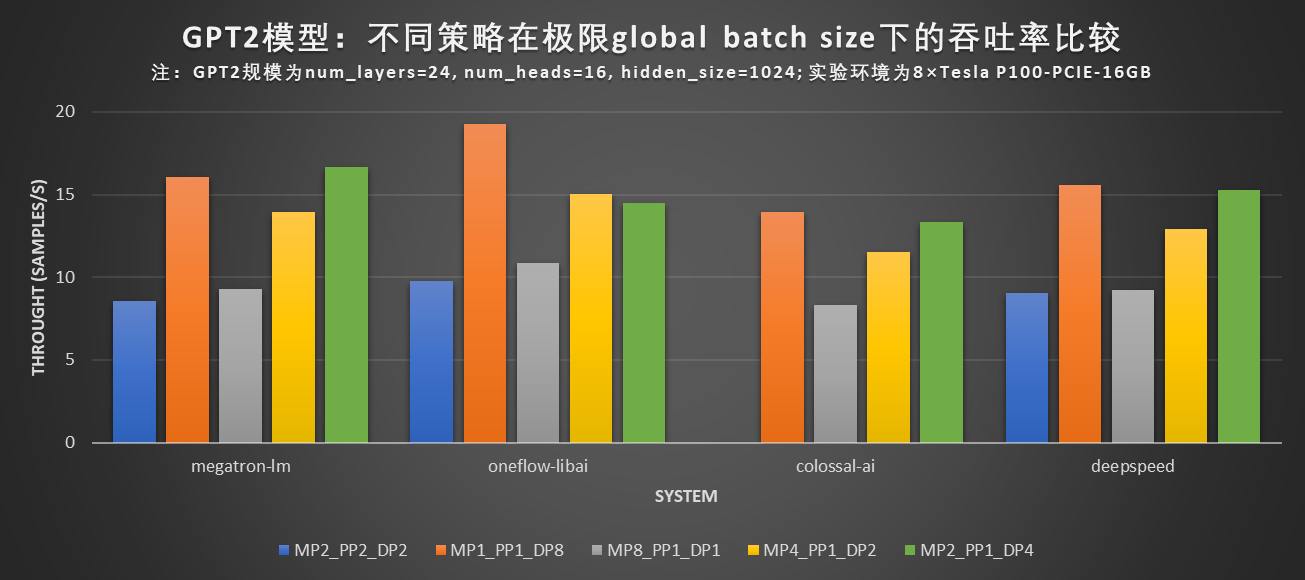 GPT2模型：不同策略在极限global batch size下的吞吐率比较
注：GPT2规模为num_layers=24, num_heads=16, hidden_size=1024; 实验环境为8×Tesla P100-PCIE-16GB
THROUGHT (SAMPLES/S)
20
15
10
5
0
megatron-lm oneflow-libai colossal-ai deepspeed
SYSTEM
MP2_PP2_DP2 MP1_PP1_DP8 MP8_PP1_DP1 MP4_PP1_DP2 MP2_PP1_DP4